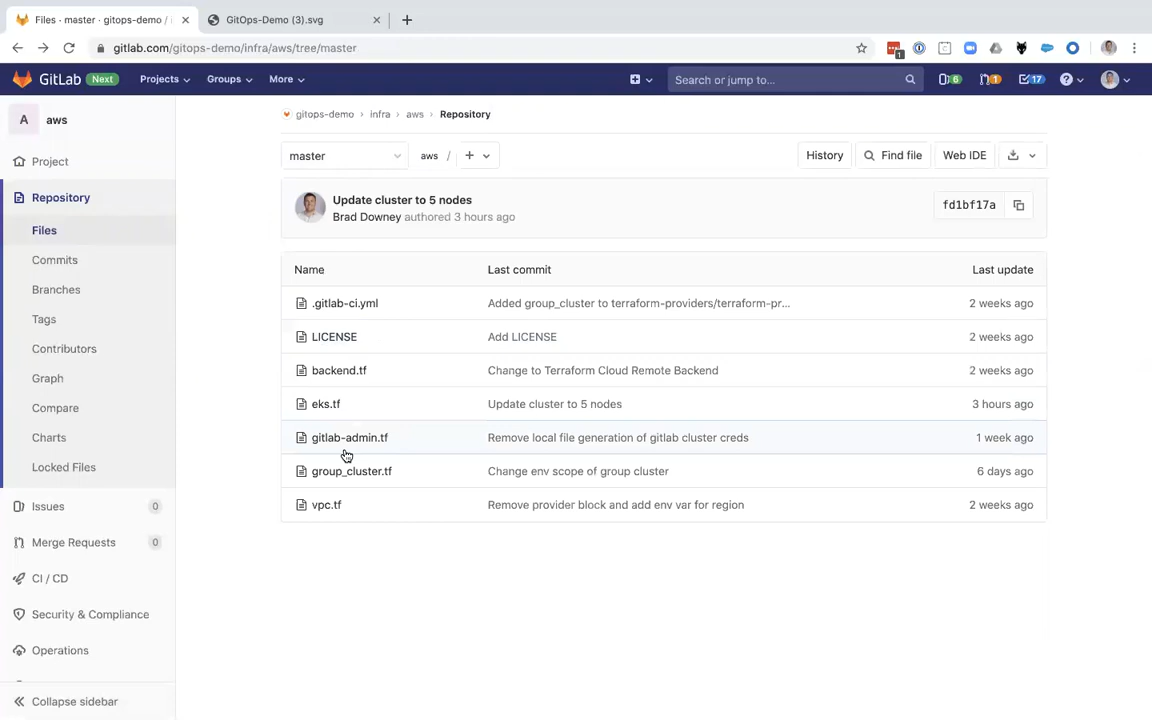 Files · master · gitops-demo /
GitOps-Demo (3).svg
gitlab.com/gitops-demo/infra/aws/tree/master
1
GitLab Next Projects Groups More Search or jump to... 6 1 17
A aws
Project
Repository
Files
Commits
Branches
Tags
Contributors
Graph
Compare
Charts
Locked Files
Issues 0
Merge Requests 0
CI / CD
Security & Compliance
Operations
Collapse sidebar
gitops-demo › infra › aws › Repository
master aws / + History Find file Web IDE
Update cluster to 5 nodes
Brad Downey authored 3 hours ago
fd1bf17a
Name Last commit Last update
.gitlab-ci.yml Added group_cluster to terraform-providers/terraform-pr... 2 weeks ago
LICENSE Add LICENSE 2 weeks ago
backend.tf Change to Terraform Cloud Remote Backend 2 weeks ago
eks.tf Update cluster to 5 nodes 3 hours ago
gitlab-admin.tf Remove local file generation of gitlab cluster creds 1 week ago
group_cluster.tf Change env scope of group cluster 6 days ago
vpc.tf Remove provider block and add env var for region 2 weeks ago